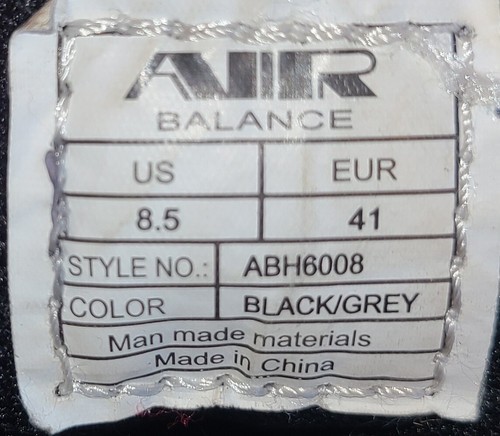 AIR
BALANCE
US EUR
8.5 41
STYLE NO.: ABH6008
COLOR BLACK/GREY
Man made materials
Made in China